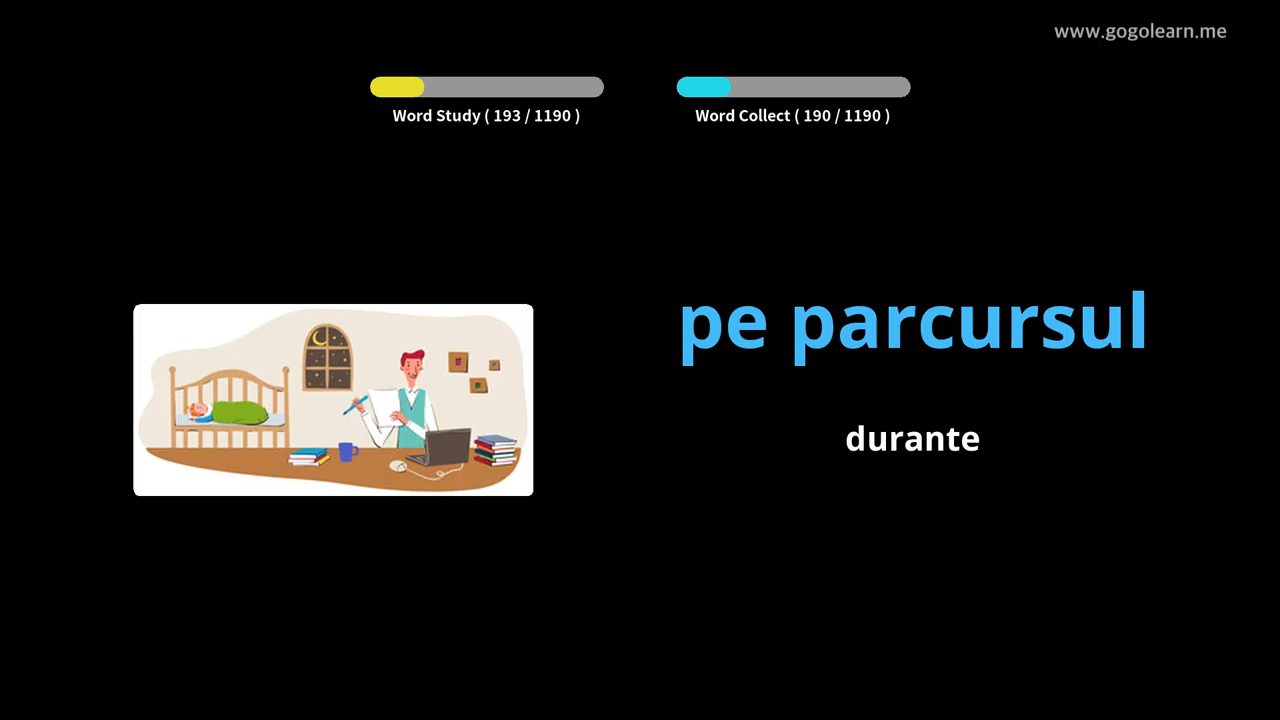 www.gogolearn.me
Word Study ( 193 / 1190 )
Word Collect ( 190 / 1190 )
pe parcursul
durante